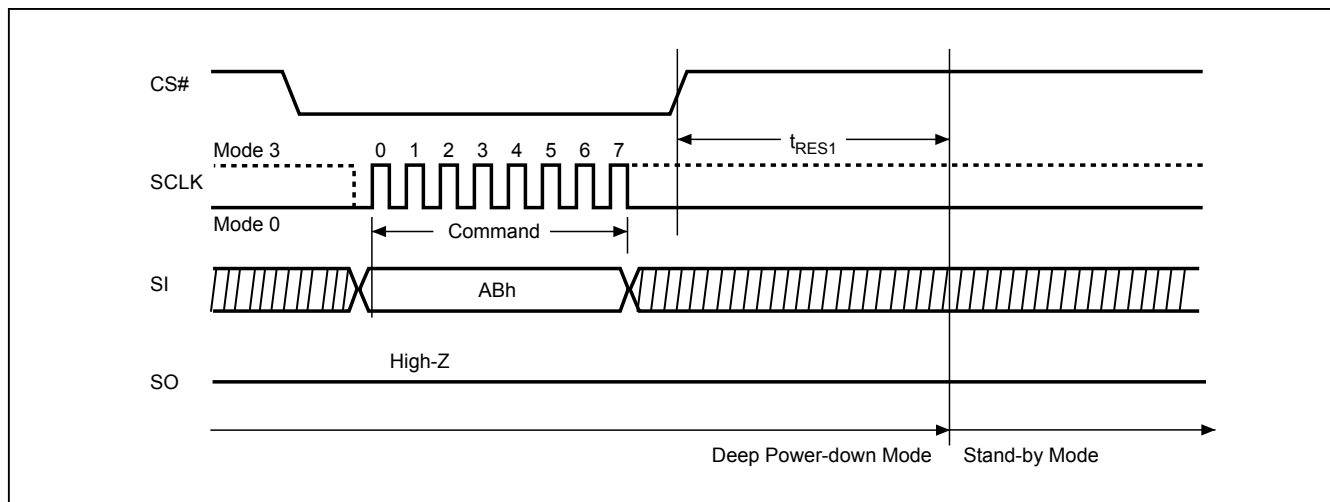 CS#
tRES1
Mode 3
0 1 2 3 4 5 6 7
SCLK
Mode 0
Command
SI
ABh
High-Z
SO
Deep Power-down Mode
Stand-by Mode